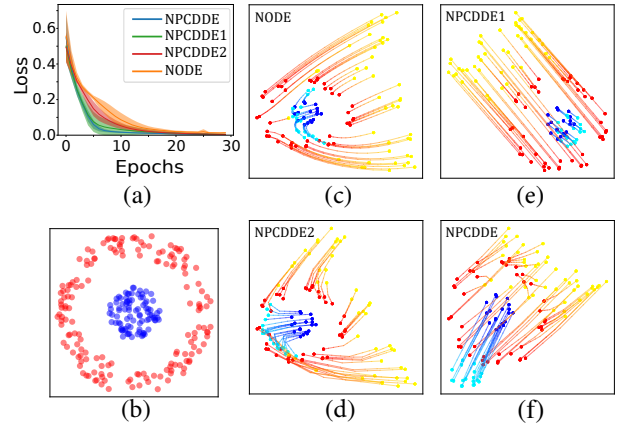 0.6
0.4
0.2
0.0
Loss
NPCDDE
NPCDDE1
NPCDDE2
NODE
0 10 20 30
Epochs
(a)
NODE
(c)
NPCDDE1
(e)
(b)
NPCDDE2
(d)
NPCDDE
(f)